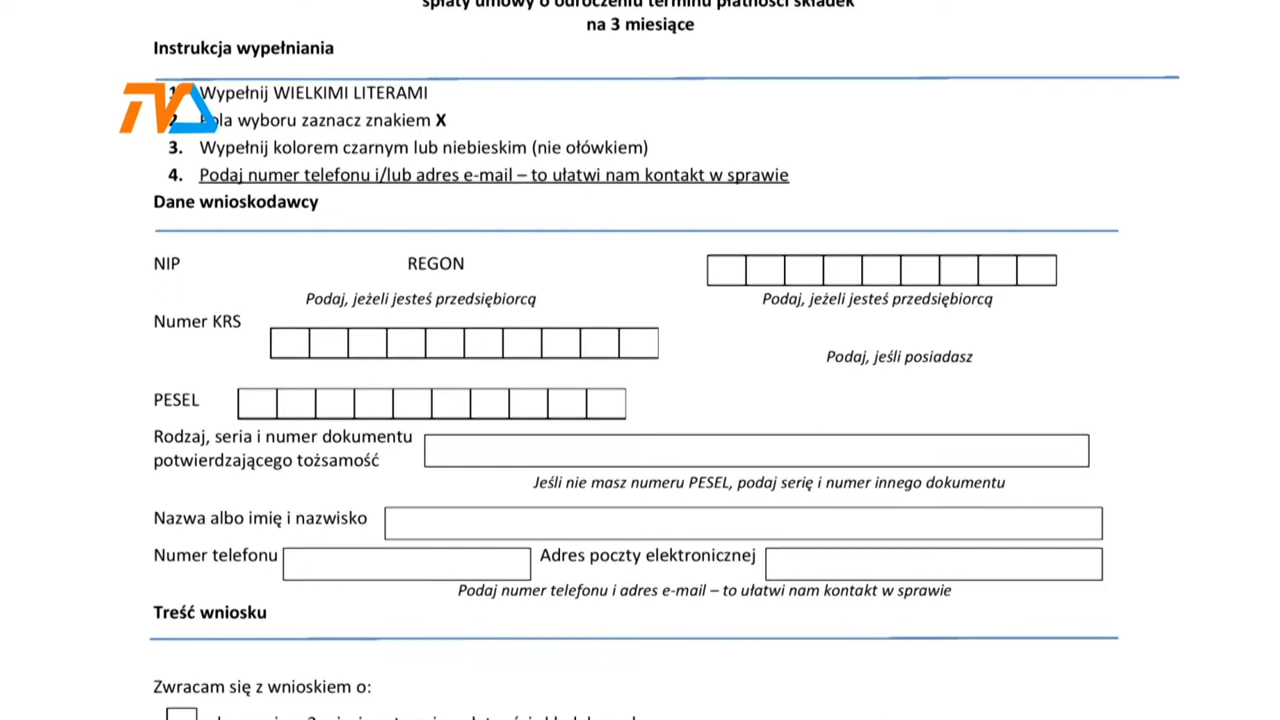 spłaty umowy o odroczeniu terminu płatności składek
na 3 miesiące
Instrukcja wypełniania
1. Wypełnij WIELKIMI LITERAMI
2. Pola wyboru zaznacz znakiem X
3. Wypełnij kolorem czarnym lub niebieskim (nie ołówkiem)
4. Podaj numer telefonu i/lub adres e-mail – to ułatwi nam kontakt w sprawie
Dane wnioskodawcy
NIP REGON
Podaj, jeżeli jesteś przedsiębiorcą Podaj, jeżeli jesteś przedsiębiorcą
Numer KRS
Podaj, jeśli posiadasz
PESEL
Rodzaj, seria i numer dokumentu
potwierdzającego tożsamość
Jeśli nie masz numeru PESEL, podaj serię i numer innego dokumentu
Nazwa albo imię i nazwisko
Numer telefonu Adres poczty elektronicznej
Podaj numer telefonu i adres e-mail – to ułatwi nam kontakt w sprawie
Treść wniosku
Zwracam się z wnioskiem o: